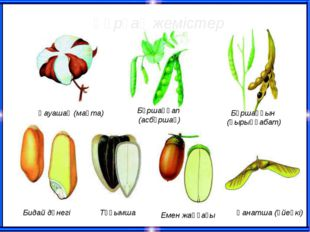 Құрғақ жемістер
Қауашақ (мақта)
Бұршаққап
(асбұршақ)
Бұршаққын
(қырыққабат)
Бидай дәнегі
Тұқымша
Емен жаңғағы
Қанатша (үйеңкі)